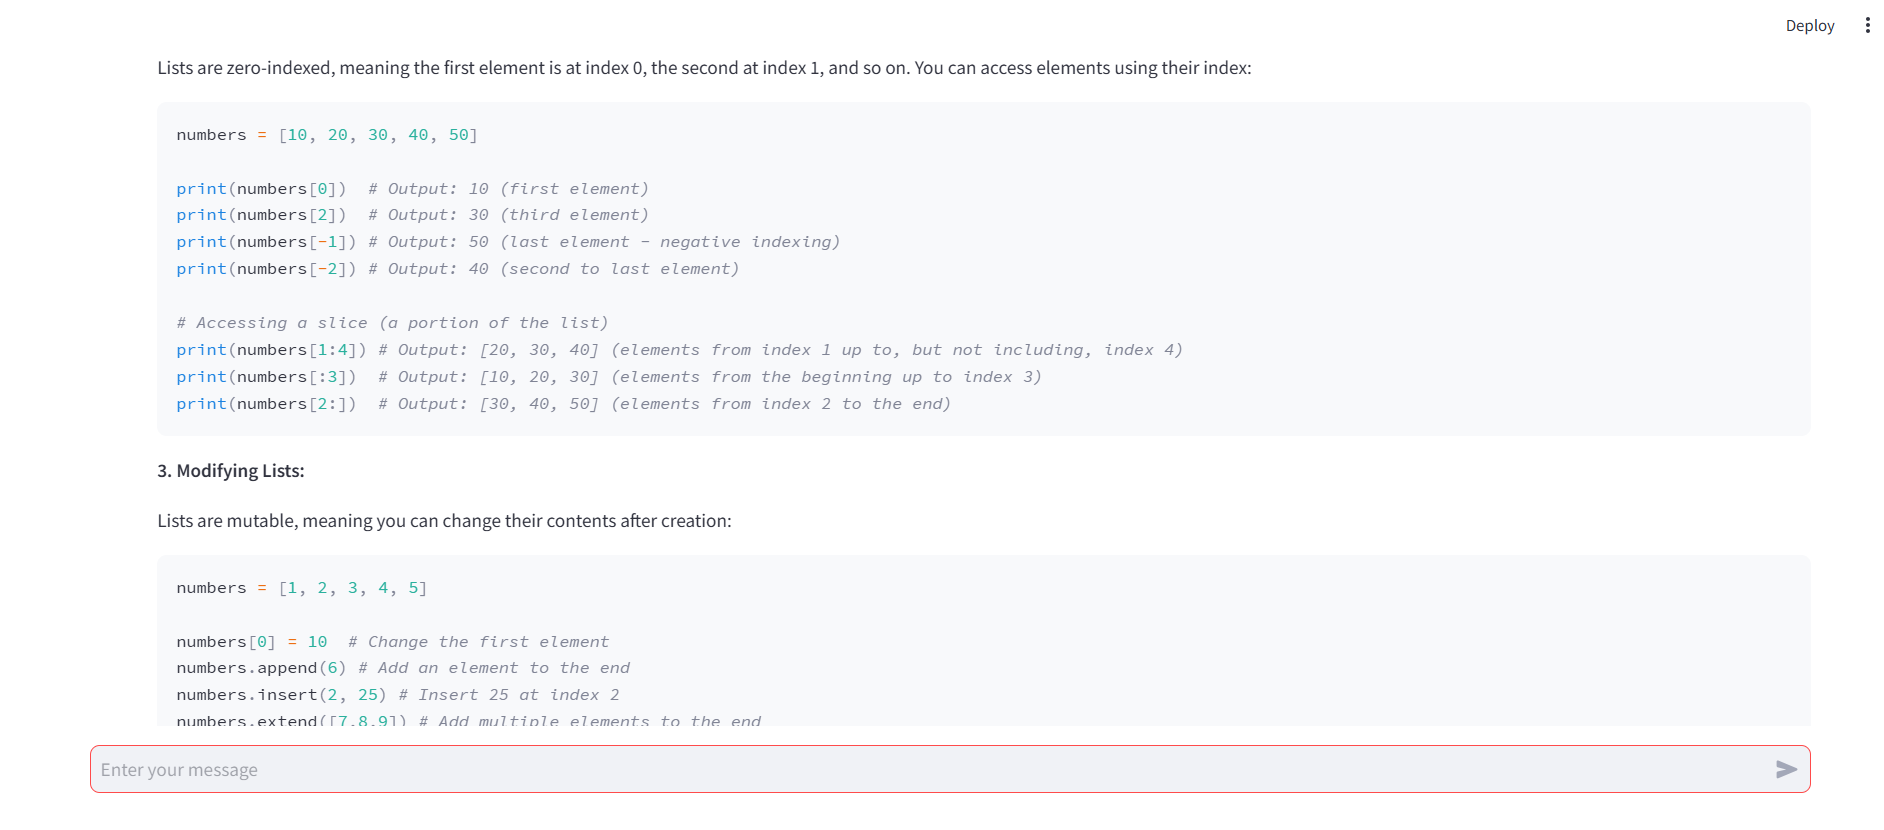 Deploy
Lists are zero-indexed, meaning the first element is at index 0, the second at index 1, and so on. You can access elements using their index:
numbers = [10, 20, 30, 40, 50]
print(numbers[0])  # Output: 10 (first element)
print(numbers[2])  # Output: 30 (third element)
print(numbers[-1]) # Output: 50 (last element - negative indexing)
print(numbers[-2]) # Output: 40 (second to last element)
# Accessing a slice (a portion of the list)
print(numbers[1:4]) # Output: [20, 30, 40] (elements from index 1 up to, but not including, index 4)
print(numbers[:3])  # Output: [10, 20, 30] (elements from the beginning up to index 3)
print(numbers[2:])  # Output: [30, 40, 50] (elements from index 2 to the end)
3. Modifying Lists:
Lists are mutable, meaning you can change their contents after creation:
numbers = [1, 2, 3, 4, 5]
numbers[0] = 10  # Change the first element
numbers.append(6) # Add an element to the end
numbers.insert(2, 25) # Insert 25 at index 2
numbers.extend([7,8,9]) # Add multiple elements to the end
Enter your message